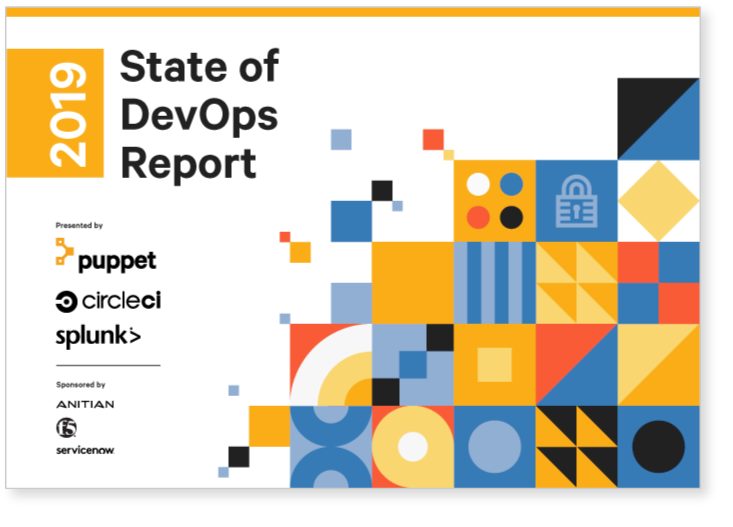 2019
State of
DevOps
Report
Presented by
puppet
circleci
splunk>
Sponsored by
ANITIAN
f5
servicenow